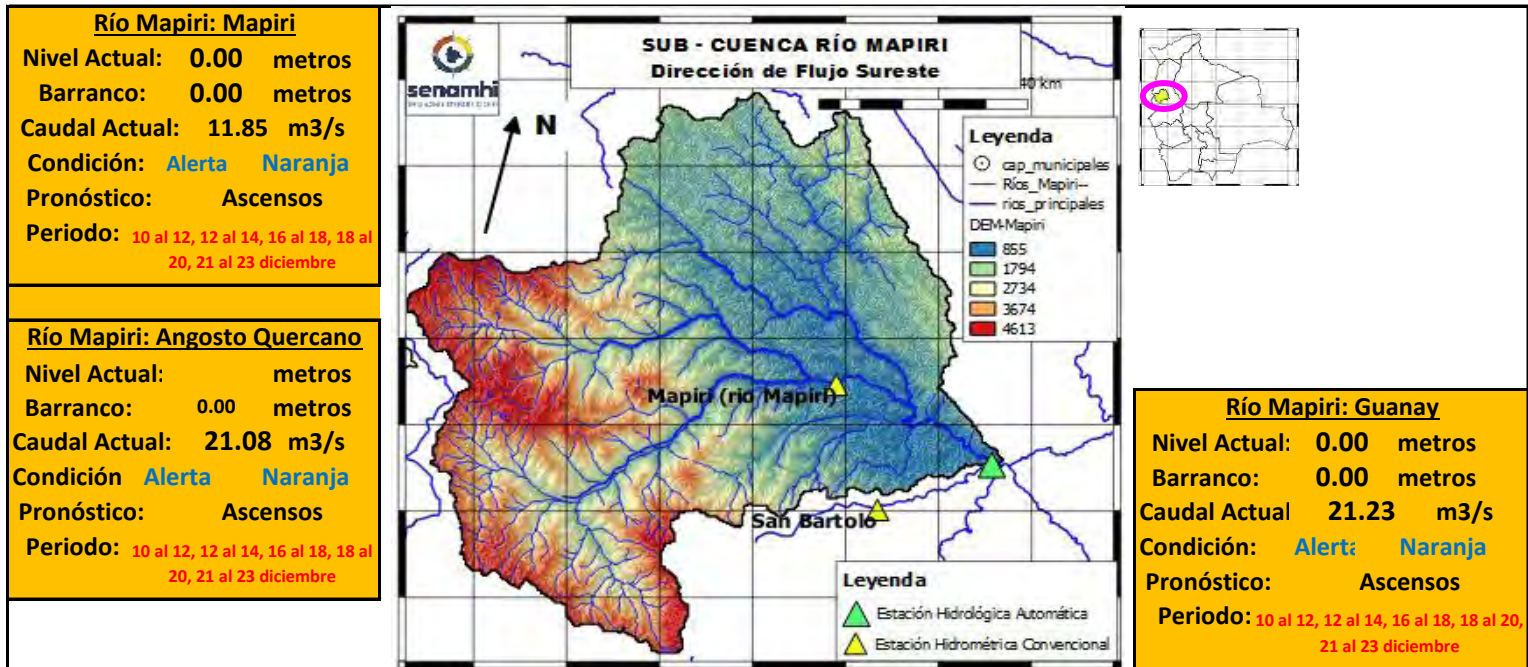 Río Mapiri: Mapiri
Nivel Actual: 0.00 metros
Barranco: 0.00 metros
Caudal Actual: 11.85 m3/s
Condición: Alerta Naranja
Pronóstico: Ascensos
Periodo: 10 al 12, 12 al 14, 16 al 18, 18 al
20, 21 al 23 diciembre
Río Mapiri: Angosto Quercano
Nivel Actual: metros
Barranco: 0.00 metros
Caudal Actual: 21.08 m3/s
Condición Alerta Naranja
Pronóstico: Ascensos
Periodo: 10 al 12, 12 al 14, 16 al 18, 18 al
20, 21 al 23 diciembre
senamhi
SUB - CUENCA RÍO MAPIRI
Dirección de Flujo Sureste
40 km
N
Leyenda
cap_municipales
Ríos_Mapiri--
rios_principales
DEM-Mapiri
855
1794
2734
3674
4613
Mapiri (rio Mapiri)
San Bartolo
Leyenda
Estación Hidrológica Automática
Estación Hidrométrica Convencional
Río Mapiri: Guanay
Nivel Actual: 0.00 metros
Barranco: 0.00 metros
Caudal Actual 21.23 m3/s
Condición: Alerta Naranja
Pronóstico: Ascensos
Periodo: 10 al 12, 12 al 14, 16 al 18, 18 al 20,
21 al 23 diciembre